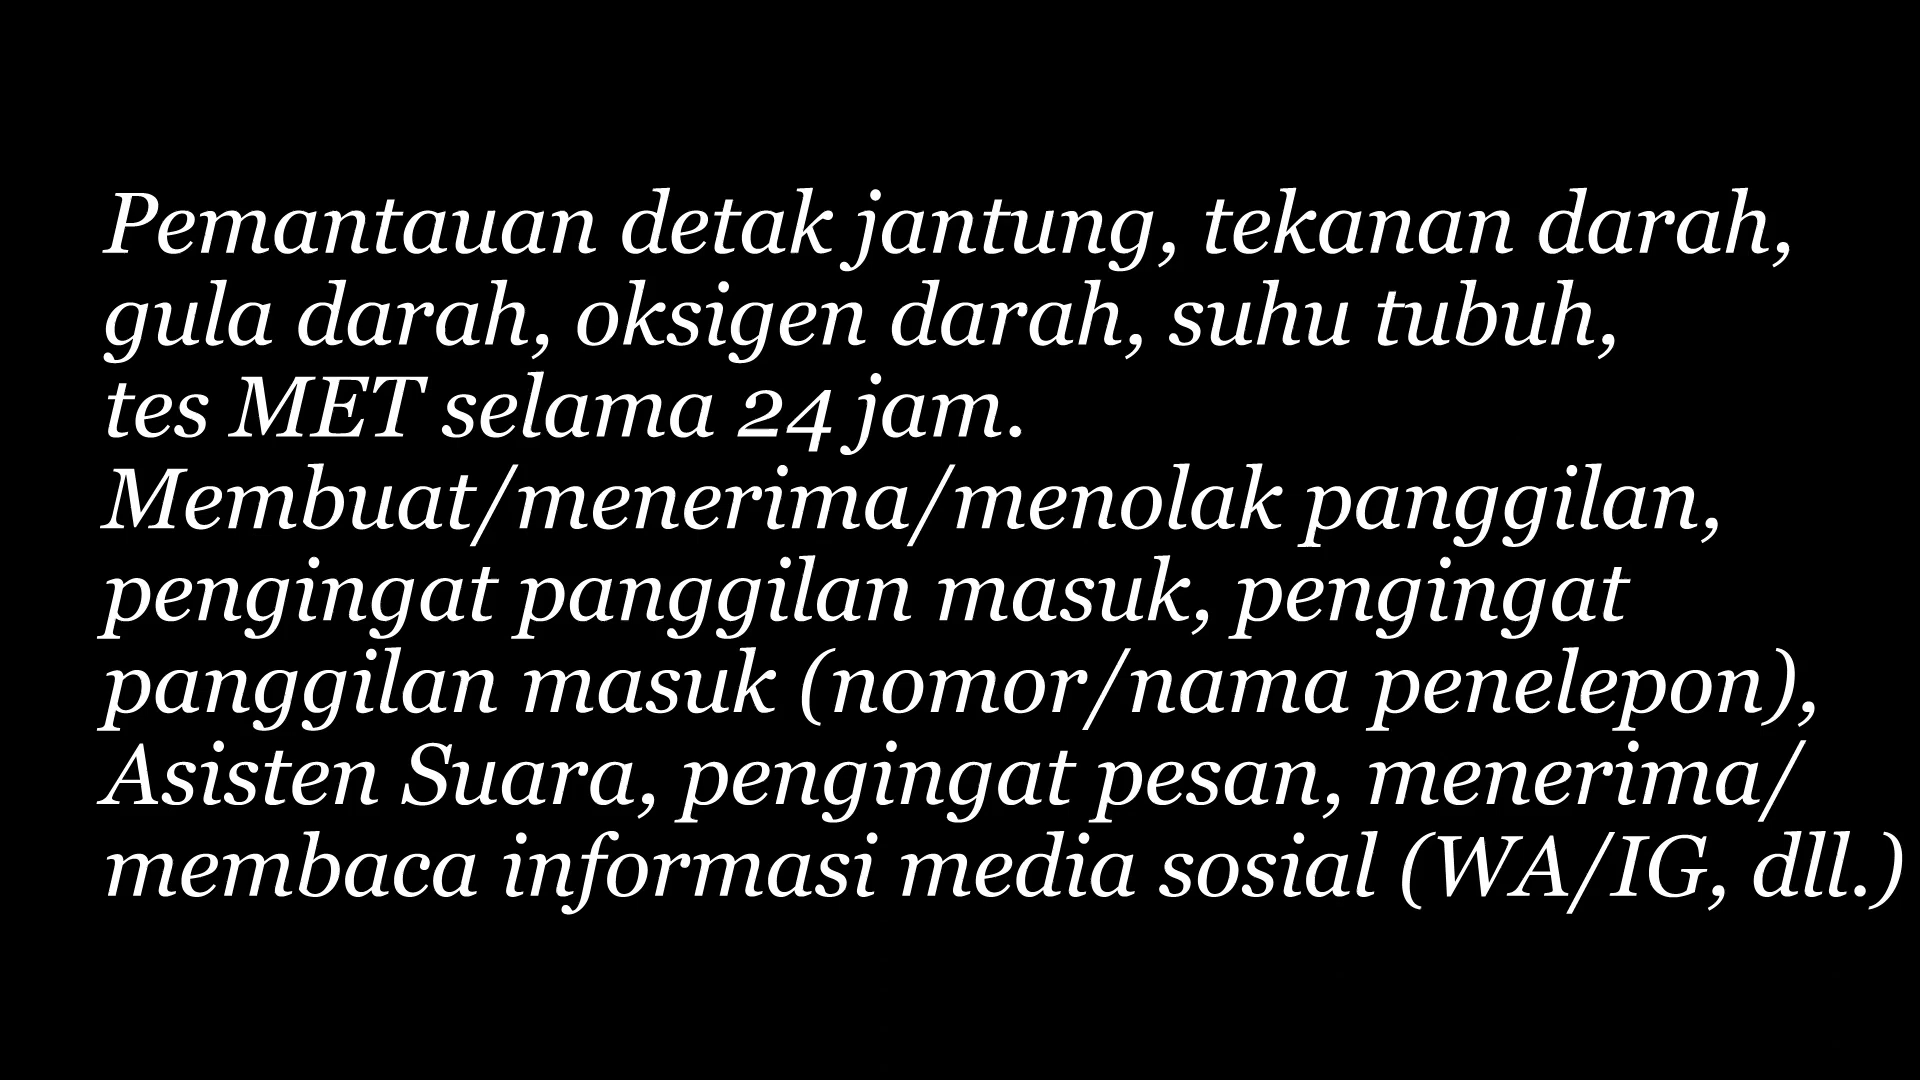 Pemantauan detak jantung, tekanan darah,
gula darah, oksigen darah, suhu tubuh,
tes MET selama 24 jam.
Membuat/menerima/menolak panggilan,
pengingat panggilan masuk, pengingat
panggilan masuk (nomor/nama penelepon),
Asisten Suara, pengingat pesan, menerima/
membaca informasi media sosial (WA/IG, dll.)